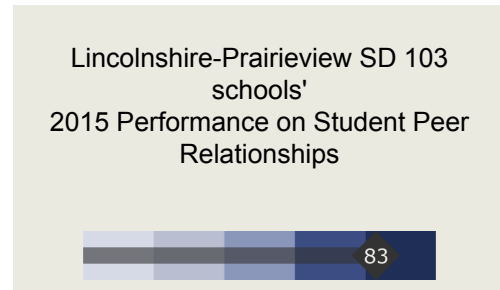 Lincolnshire-Prairieview SD 103
schools'
2015 Performance on Student Peer
Relationships
83